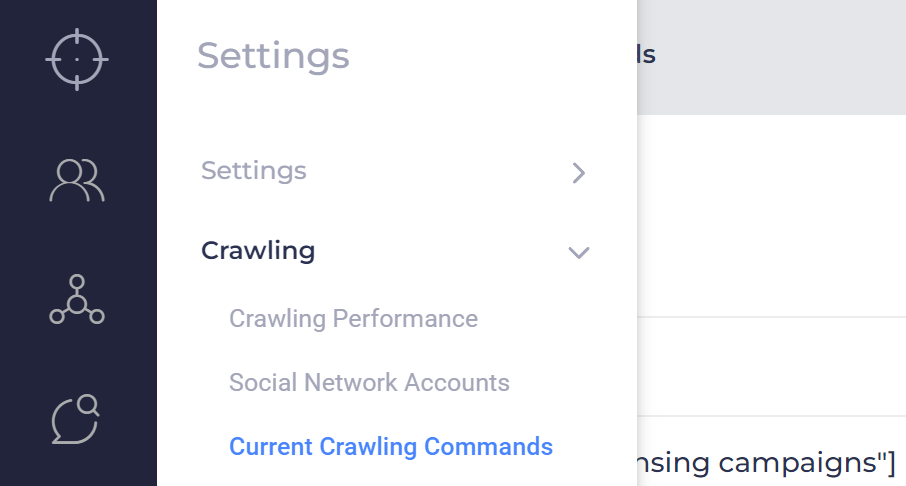 Settings
ls
Settings
Crawling
Crawling Performance
Social Network Accounts
Current Crawling Commands
nsing campaigns"]